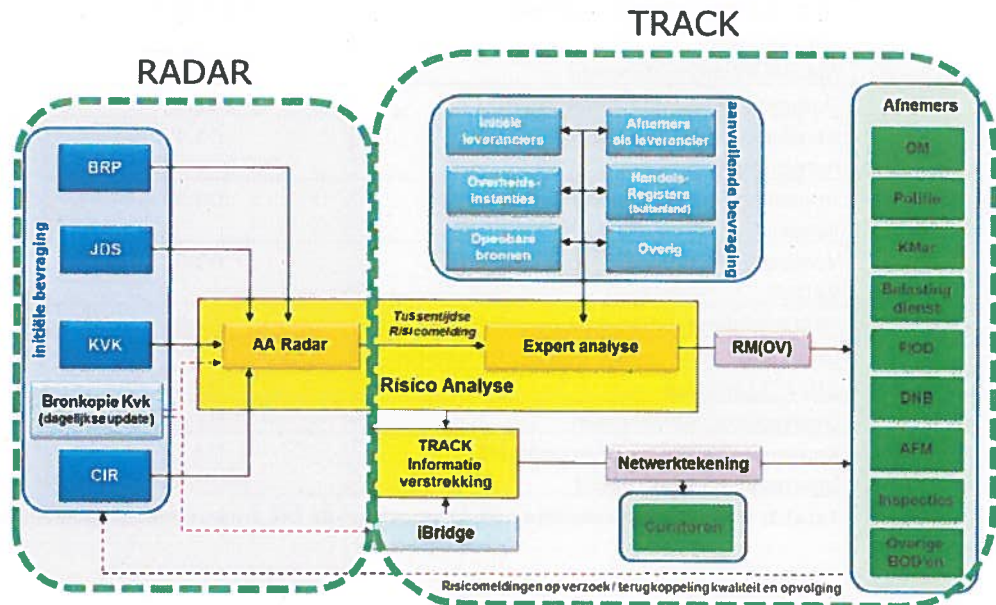 TRACK
RADAR
initiële bevraging
BRP
JDS
KVK
Bronkopie Kvk
(dagelijkse update)
CIR
AA Radar
Tussentijdse
Risicomelding
Expert analyse
Risico Analyse
aanvullende bevraging
Initiële
leveranciers
Afnemers
als leverancier
Overheids-
instanties
Handels-
Registers
(buitenland)
Openbare
bronnen
Overig
RM(OV)
TRACK
Informatie
verstrekking
iBridge
Netwerktekening
Curatoren
Afnemers
OM
Politie
KMar
Belasting
dienst
FIOD
DNB
AFM
Inspecties
Overige
BOD'en
Risicomeldingen op verzoek / terugkoppeling kwaliteit en opvolging